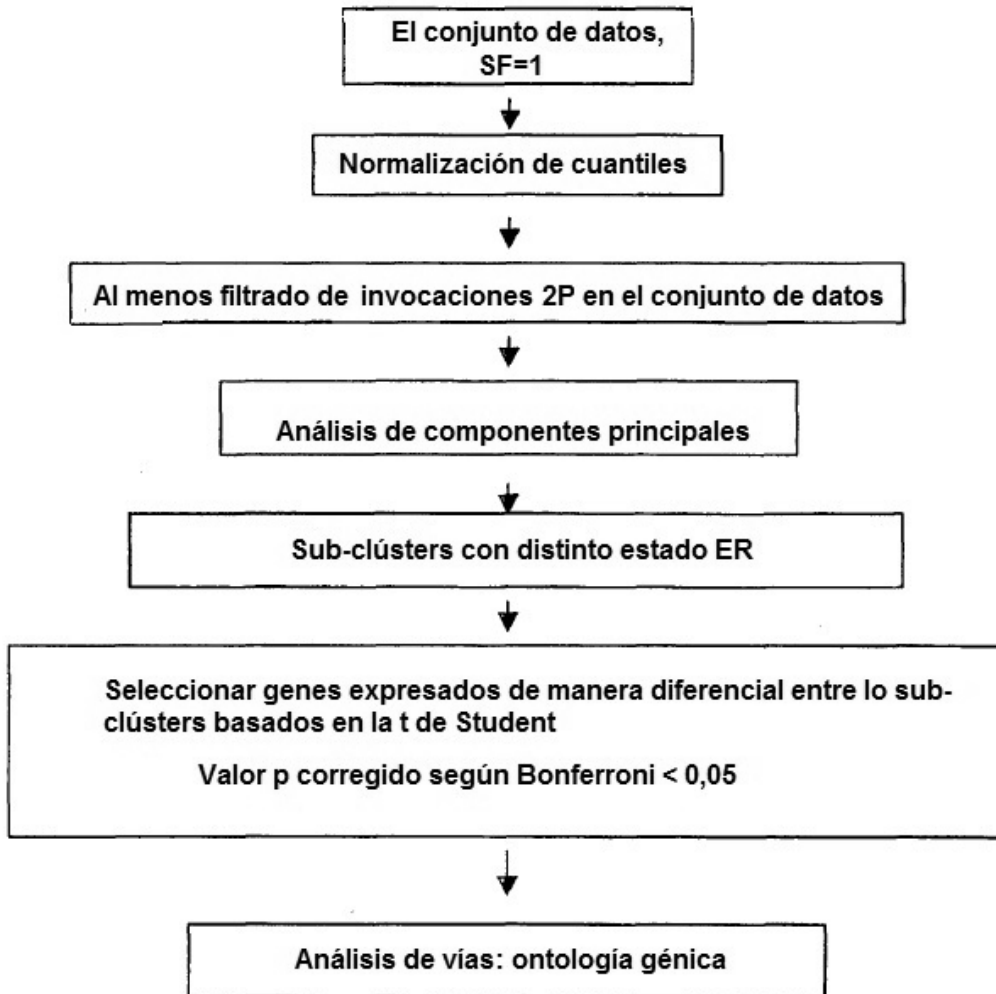 El conjunto de datos,
SF=1
Normalización de cuantiles
Al menos filtrado de invocaciones 2P en el conjunto de datos
Análisis de componentes principales
Sub-clústers con distinto estado ER
Seleccionar genes expresados de manera diferencial entre lo sub-
clústers basados en la t de Student
Valor p corregido según Bonferroni < 0,05
Análisis de vías: ontología génica